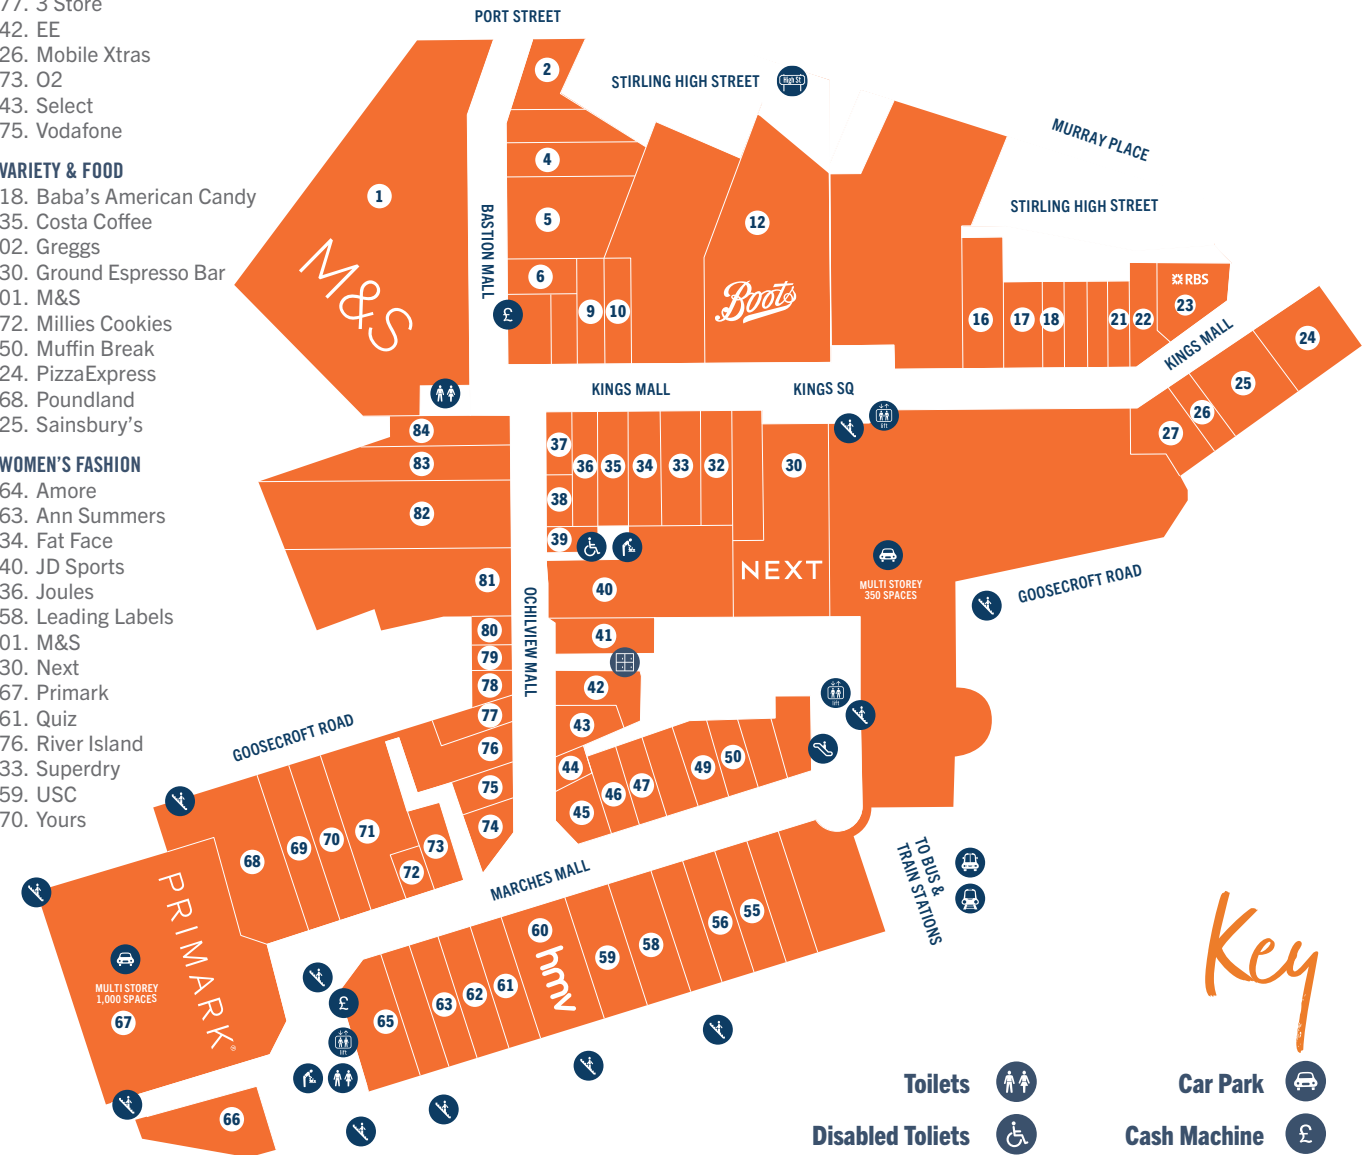 77. 3 Store
42. EE
26. Mobile Xtras
73. O2
43. Select
75. Vodafone
VARIETY & FOOD
18. Baba's American Candy
35. Costa Coffee
02. Greggs
30. Ground Espresso Bar
01. M&S
72. Millies Cookies
50. Muffin Break
24. PizzaExpress
68. Poundland
25. Sainsbury's
WOMEN'S FASHION
64. Amore
63. Ann Summers
34. Fat Face
40. JD Sports
36. Joules
58. Leading Labels
01. M&S
30. Next
67. Primark
61. Quiz
76. River Island
33. Superdry
59. USC
70. Yours
PORT STREET
STIRLING HIGH STREET
High St
MURRAY PLACE
STIRLING HIGH STREET
BASTION MALL
KINGS MALL
KINGS SQ
KINGS MALL
OCHILVIEW MALL
GOOSECROFT ROAD
GOOSECROFT ROAD
MARCHES MALL
TO BUS &
TRAIN STATIONS
1
M&S
2
4
5
6
£
9
10
12
Boots
16
17
18
21
22
RBS
23
24
25
26
27
lift
84
83
82
81
80
79
78
77
76
75
74
37
36
35
34
33
32
30
38
39
40
NEXT
MULTI STOREY
350 SPACES
41
42
43
44
45
46
47
49
50
lift
68
69
70
71
72
73
PRIMARK
MULTI STOREY
1,000 SPACES
67
66
£
lift
65
63
62
61
60
hmv
59
58
56
55
Key
Toilets
Car Park
Disabled Toliets
Cash Machine
£